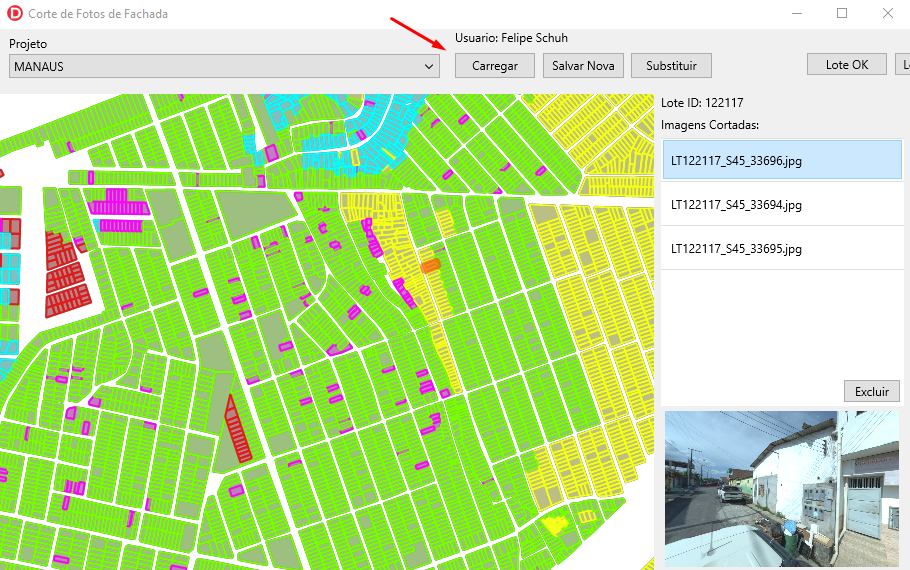 D Corte de Fotos de Fachada
Projeto
Usuario: Felipe Schuh
MANAUS
Carregar
Salvar Nova
Substituir
Lote OK
Lote ID: 122117
Imagens Cortadas:
LT122117_S45_33696.jpg
LT122117_S45_33694.jpg
LT122117_S45_33695.jpg
Excluir